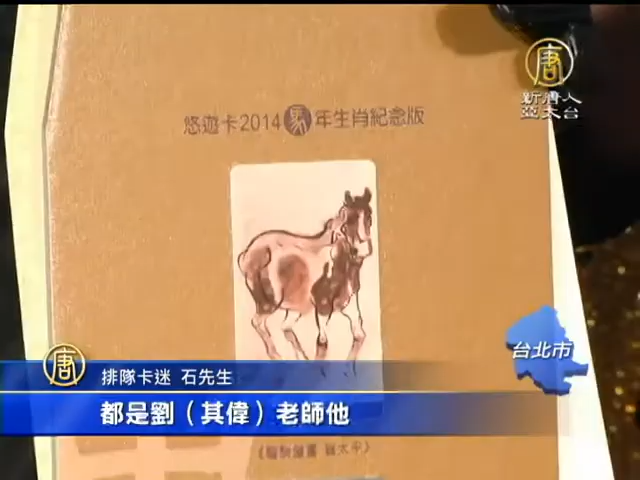 唐
新唐人
亞太台
悠遊卡2014馬年生肖紀念版
台北市
唐
排隊卡迷 石先生
都是劉（其偉）老師他